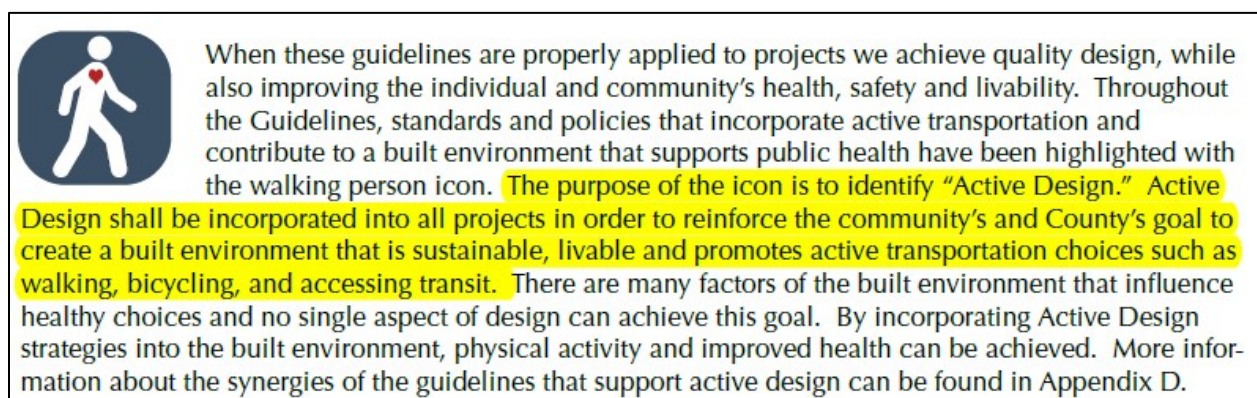 When these guidelines are properly applied to projects we achieve quality design, while
also improving the individual and community’s health, safety and livability.  Throughout
the Guidelines, standards and policies that incorporate active transportation and
contribute to a built environment that supports public health have been highlighted with
the walking person icon.  The purpose of the icon is to identify “Active Design.”  Active
Design shall be incorporated into all projects in order to reinforce the community’s and County’s goal to
create a built environment that is sustainable, livable and promotes active transportation choices such as
walking, bicycling, and accessing transit.  There are many factors of the built environment that influence
healthy choices and no single aspect of design can achieve this goal.  By incorporating Active Design
strategies into the built environment, physical activity and improved health can be achieved.  More infor-
mation about the synergies of the guidelines that support active design can be found in Appendix D.